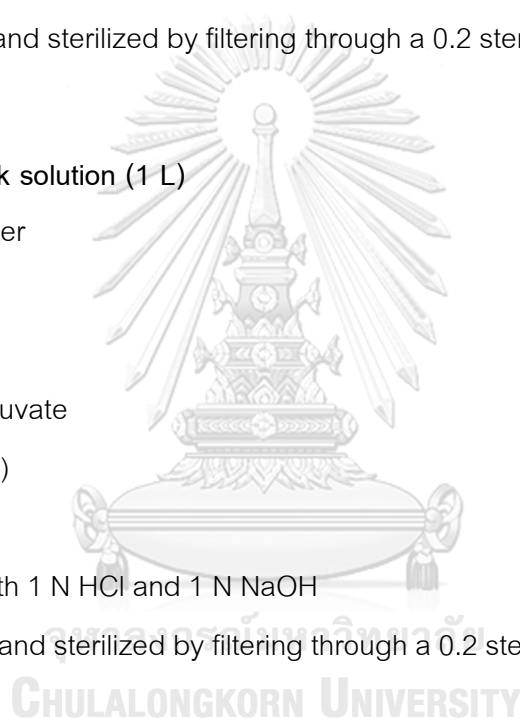 and sterilized by filtering through a 0.2 ster
k solution (1 L)
er
uvate
)
th 1 N HCl and 1 N NaOH
จุฬาลงกรณ์มหาวิทยาลัย
and sterilized by filtering through a 0.2 ste
CHULALONGKORN UNIVERSITY